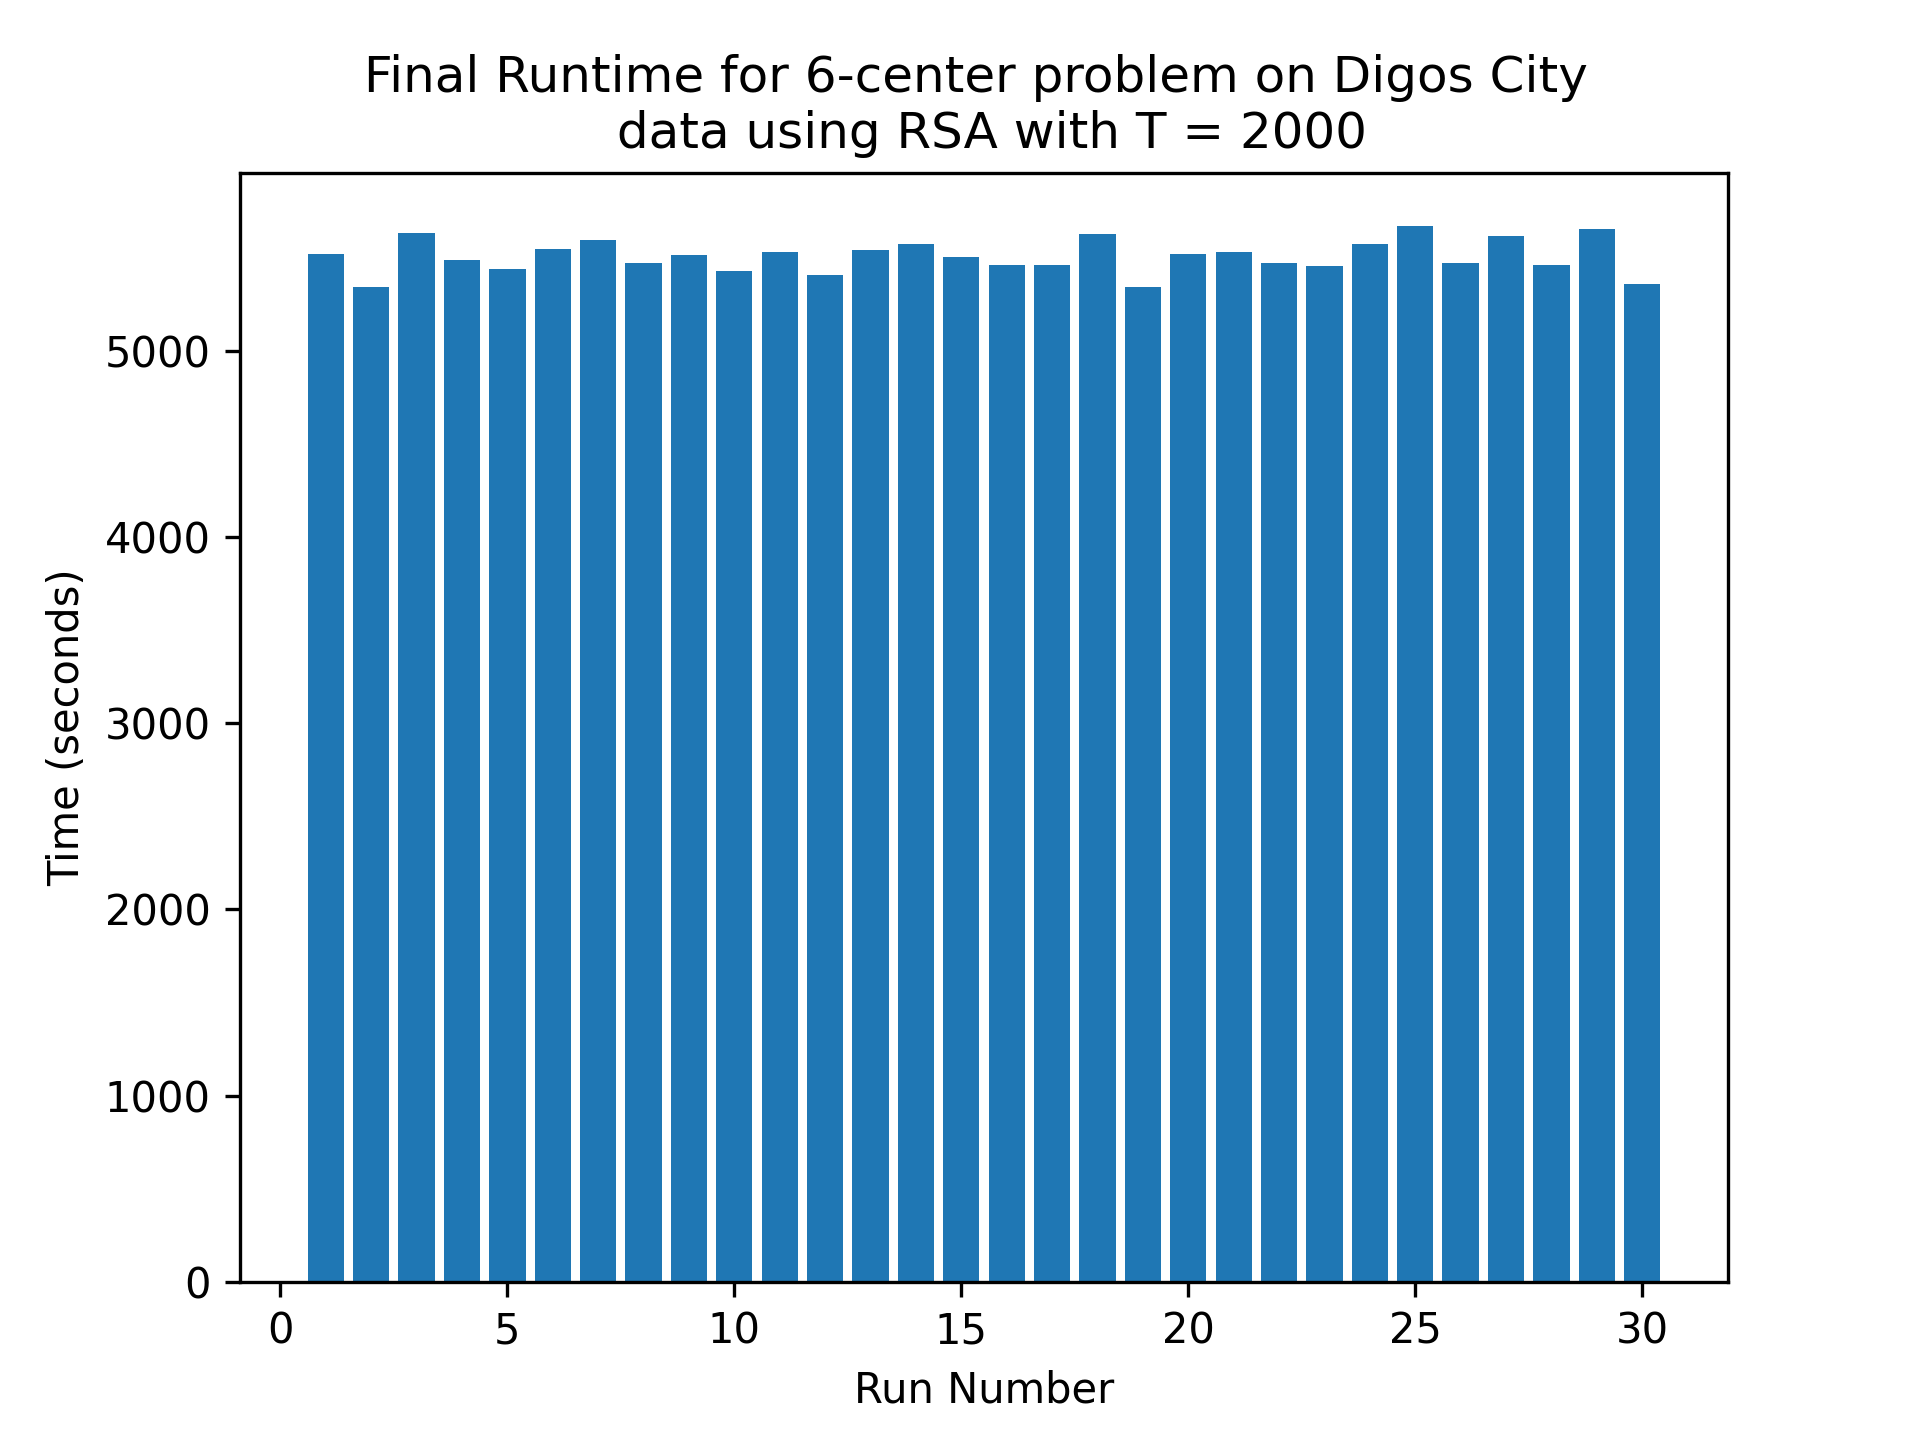 Final Runtime for 6-center problem on Digos City
data using RSA with T = 2000
Time (seconds)
5000
4000
3000
2000
1000
0
0 5 10 15 20 25 30
Run Number